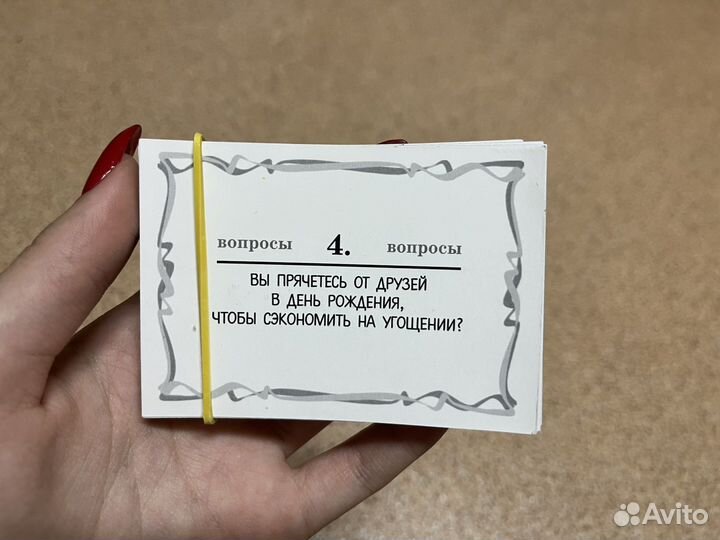 вопросы 4. вопросы
ВЫ ПРЯЧЕТЕСЬ ОТ ДРУЗЕЙ
В ДЕНЬ РОЖДЕНИЯ,
ЧТОБЫ СЭКОНОМИТЬ НА УГОЩЕНИИ?
Avito